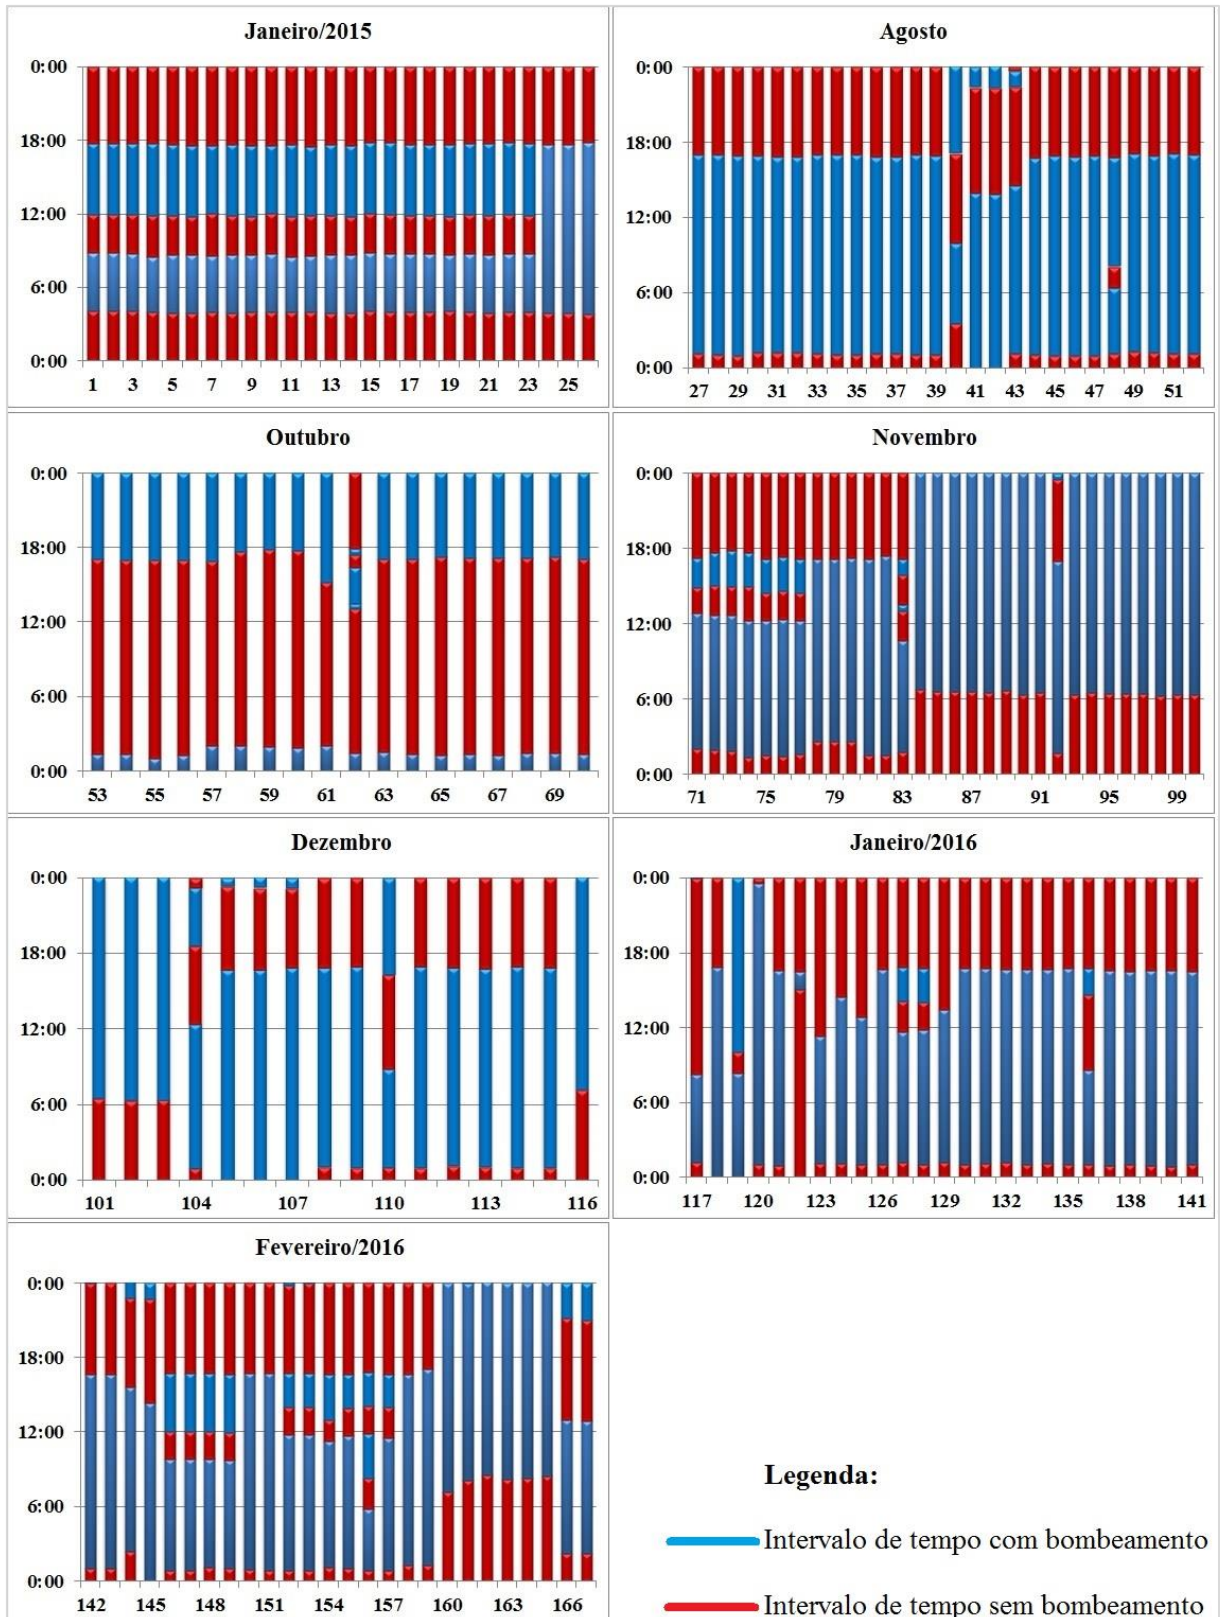 Janeiro/2015
0:00
18:00
12:00
6:00
0:00
1 3 5 7 9 11 13 15 17 19 21 23 25
Agosto
0:00
18:00
12:00
6:00
0:00
27 29 31 33 35 37 39 41 43 45 47 49 51
Outubro
0:00
18:00
12:00
6:00
0:00
53 55 57 59 61 63 65 67 69
Novembro
0:00
18:00
12:00
6:00
0:00
71 75 79 83 87 91 95 99
Dezembro
0:00
18:00
12:00
6:00
0:00
101 104 107 110 113 116
Janeiro/2016
0:00
18:00
12:00
6:00
0:00
117 120 123 126 129 132 135 138 141
Fevereiro/2016
0:00
18:00
12:00
6:00
0:00
142 145 148 151 154 157 160 163 166
Legenda:
Intervalo de tempo com bombeamento
Intervalo de tempo sem bombeamento